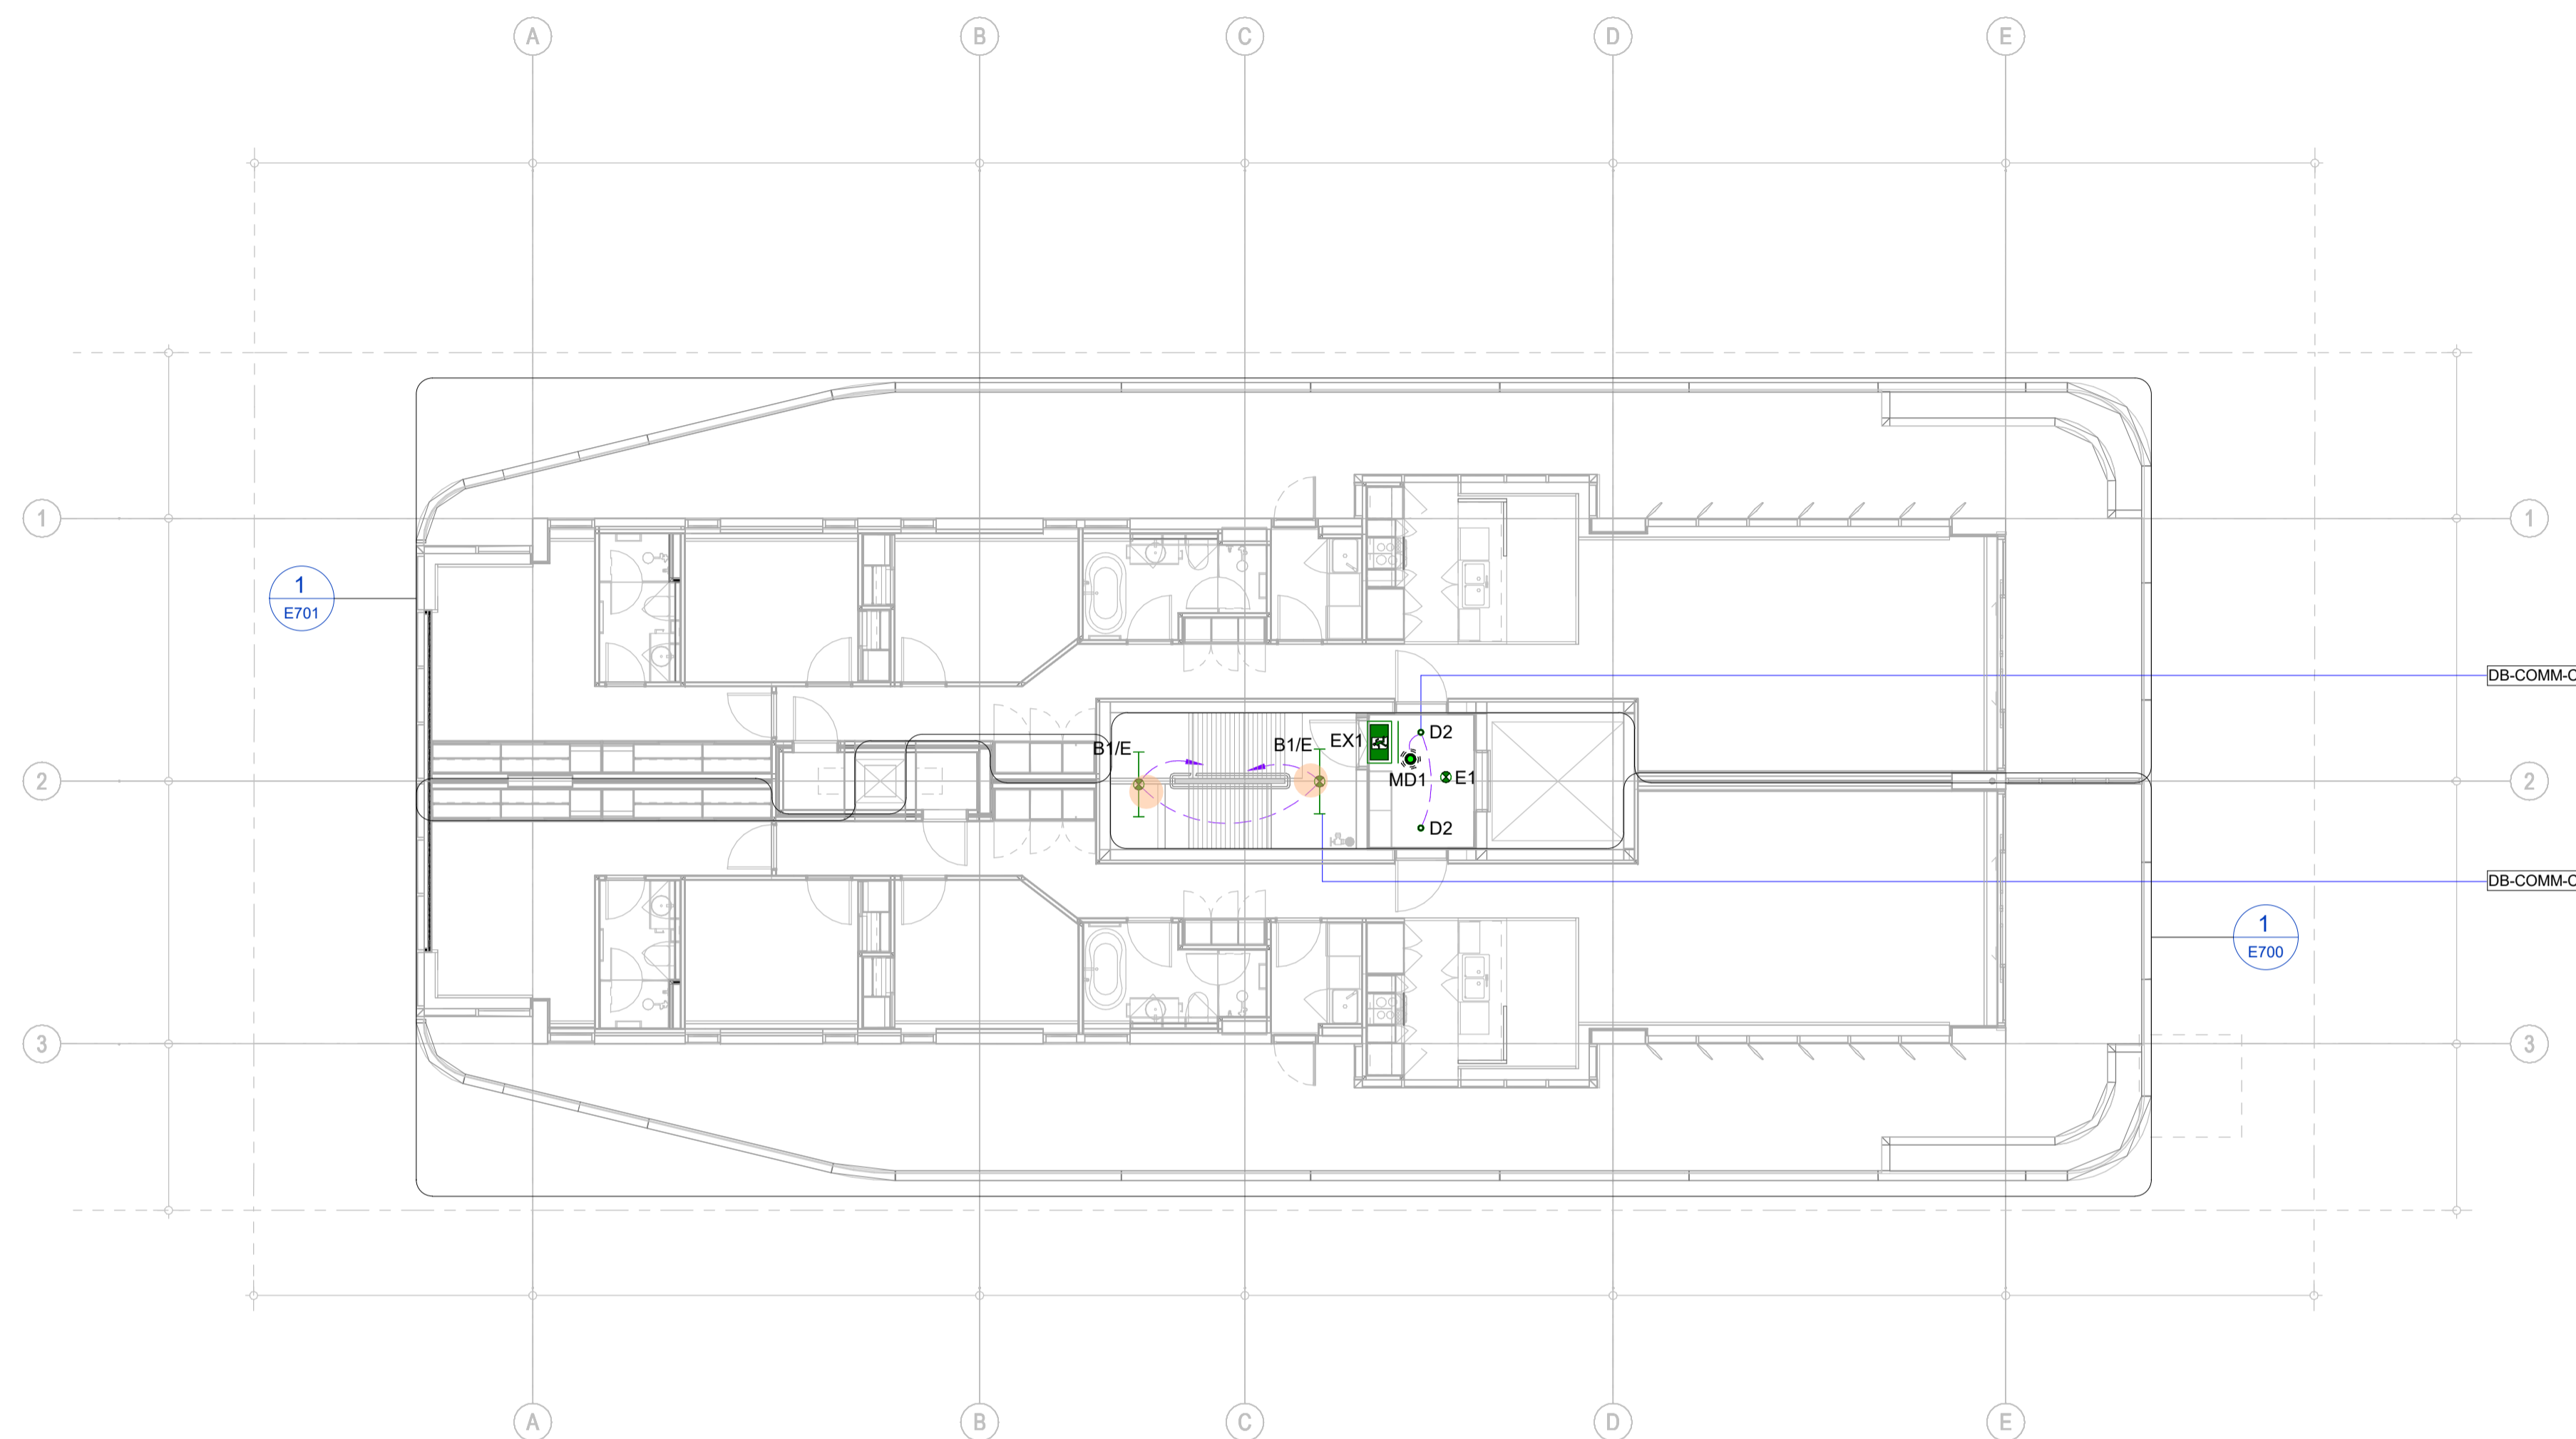 A B C D E
1 1
1
E701
DB-COMM-C
B1/E B1/E EX1 D2
MD1 E1
2 2
D2
DB-COMM-C
1
E700
3 3
A B C D E